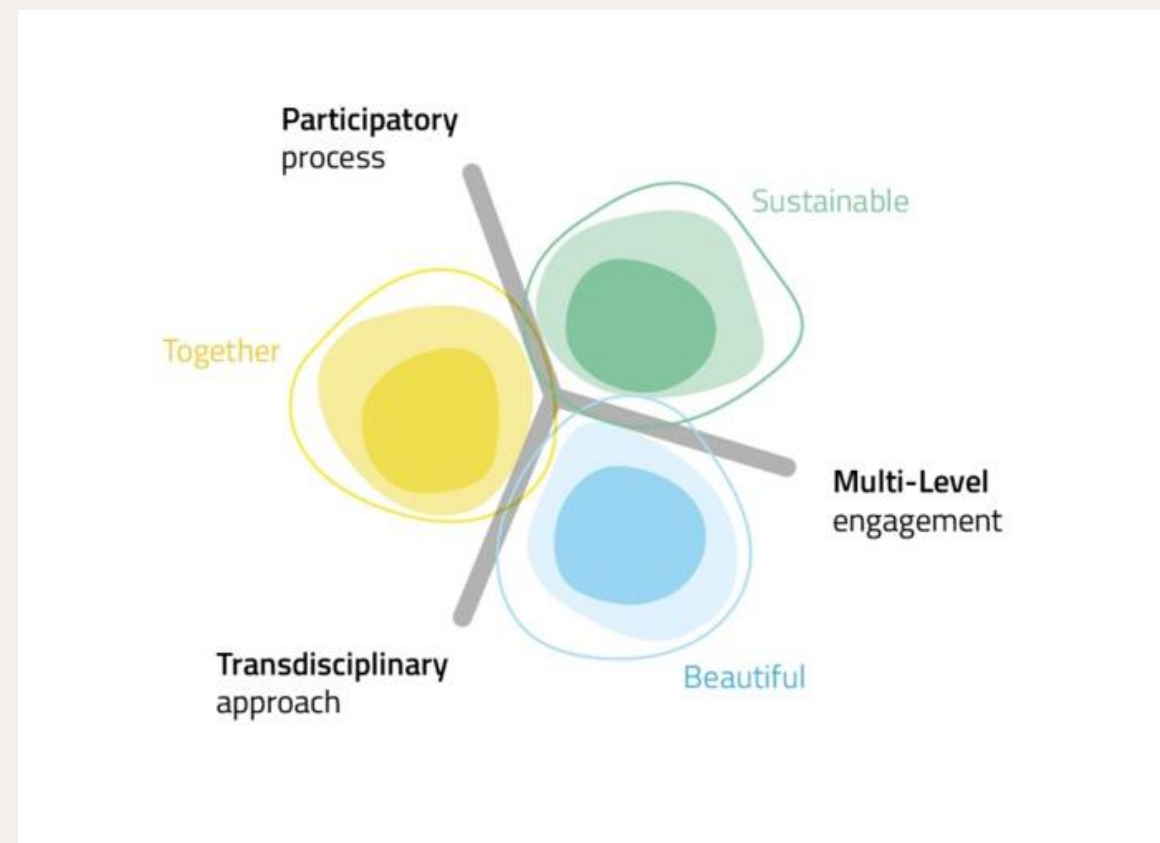 Participatory
process
Sustainable
Together
Multi-Level
engagement
Transdisciplinary
approach
Beautiful